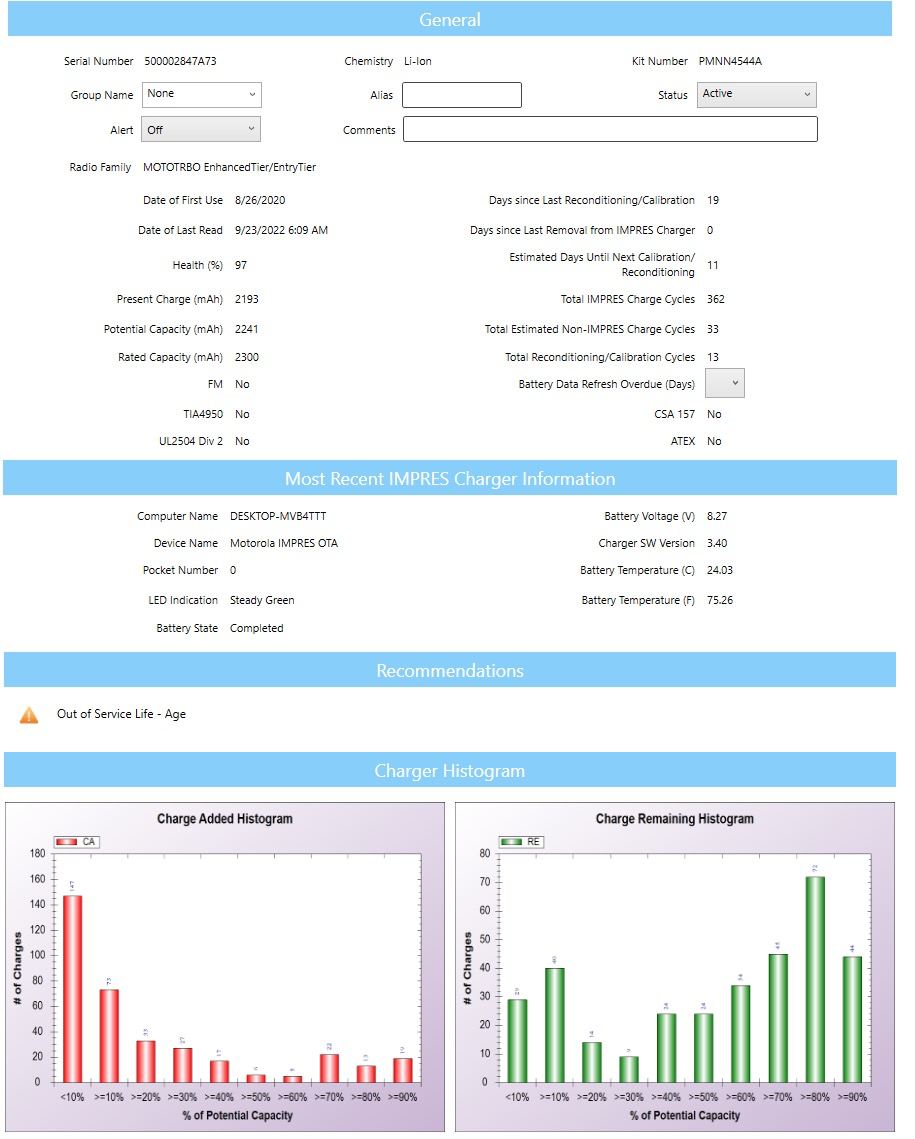 General
Serial Number 500002847A73 Chemistry Li-Ion Kit Number PMNN4544A
Group Name None Alias Status Active
Alert Off Comments
Radio Family MOTOTRBO EnhancedTier/EntryTier
Date of First Use 8/26/2020 Days since Last Reconditioning/Calibration 19
Date of Last Read 9/23/2022 6:09 AM Days since Last Removal from IMPRES Charger 0
Health (%) 97 Estimated Days Until Next Calibration/
Reconditioning 11
Present Charge (mAh) 2193 Total IMPRES Charge Cycles 362
Potential Capacity (mAh) 2241 Total Estimated Non-IMPRES Charge Cycles 33
Rated Capacity (mAh) 2300 Total Reconditioning/Calibration Cycles 13
FM No Battery Data Refresh Overdue (Days)
TIA4950 No CSA 157 No
UL2504 Div 2 No ATEX No
Most Recent IMPRES Charger Information
Computer Name DESKTOP-MVB4TTT Battery Voltage (V) 8.27
Device Name Motorola IMPRES OTA Charger SW Version 3.40
Pocket Number 0 Battery Temperature (C) 24.03
LED Indication Steady Green Battery Temperature (F) 75.26
Battery State Completed
Recommendations
Out of Service Life - Age
Charger Histogram
Charge Added Histogram
CA
# of Charges
180
160
140
120
100
80
60
40
20
0
147 73 33 27 17 6 5 22 13 19
<10% >=10% >=20% >=30% >=40% >=50% >=60% >=70% >=80% >=90%
% of Potential Capacity
Charge Remaining Histogram
RE
# of Charges
80
70
60
50
40
30
20
10
0
29 40 14 9 24 24 34 45 72 44
<10% >=10% >=20% >=30% >=40% >=50% >=60% >=70% >=80% >=90%
% of Potential Capacity